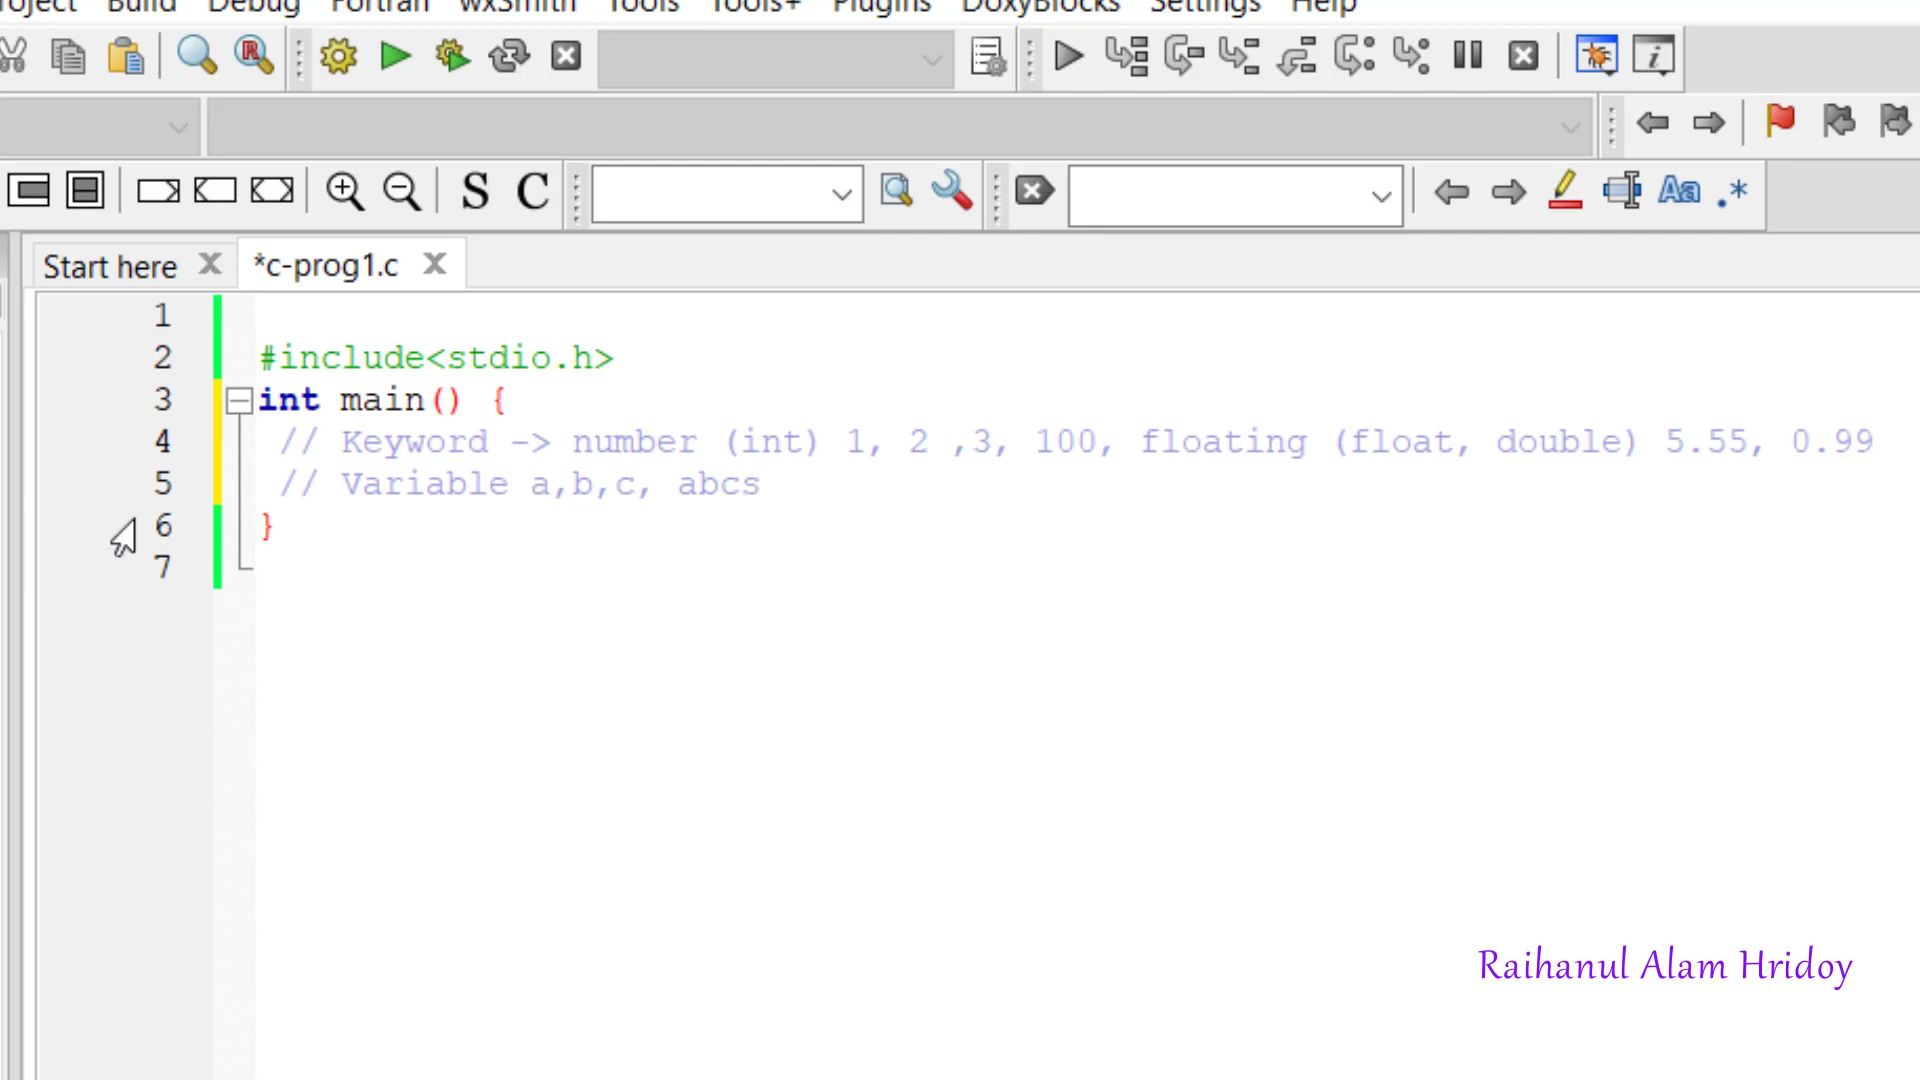 roject Build Debug Fortran wxSmith Tools Tools+ Plugins DoxyBlocks Settings Help
S C Aa .*
Start here *c-prog1.c
1
2 #include<stdio.h>
3 int main() {
4 // Keyword -> number (int) 1, 2 ,3, 100, floating (float, double) 5.55, 0.99
5 // Variable a,b,c, abcs
6 }
7
Raihanul Alam Hridoy